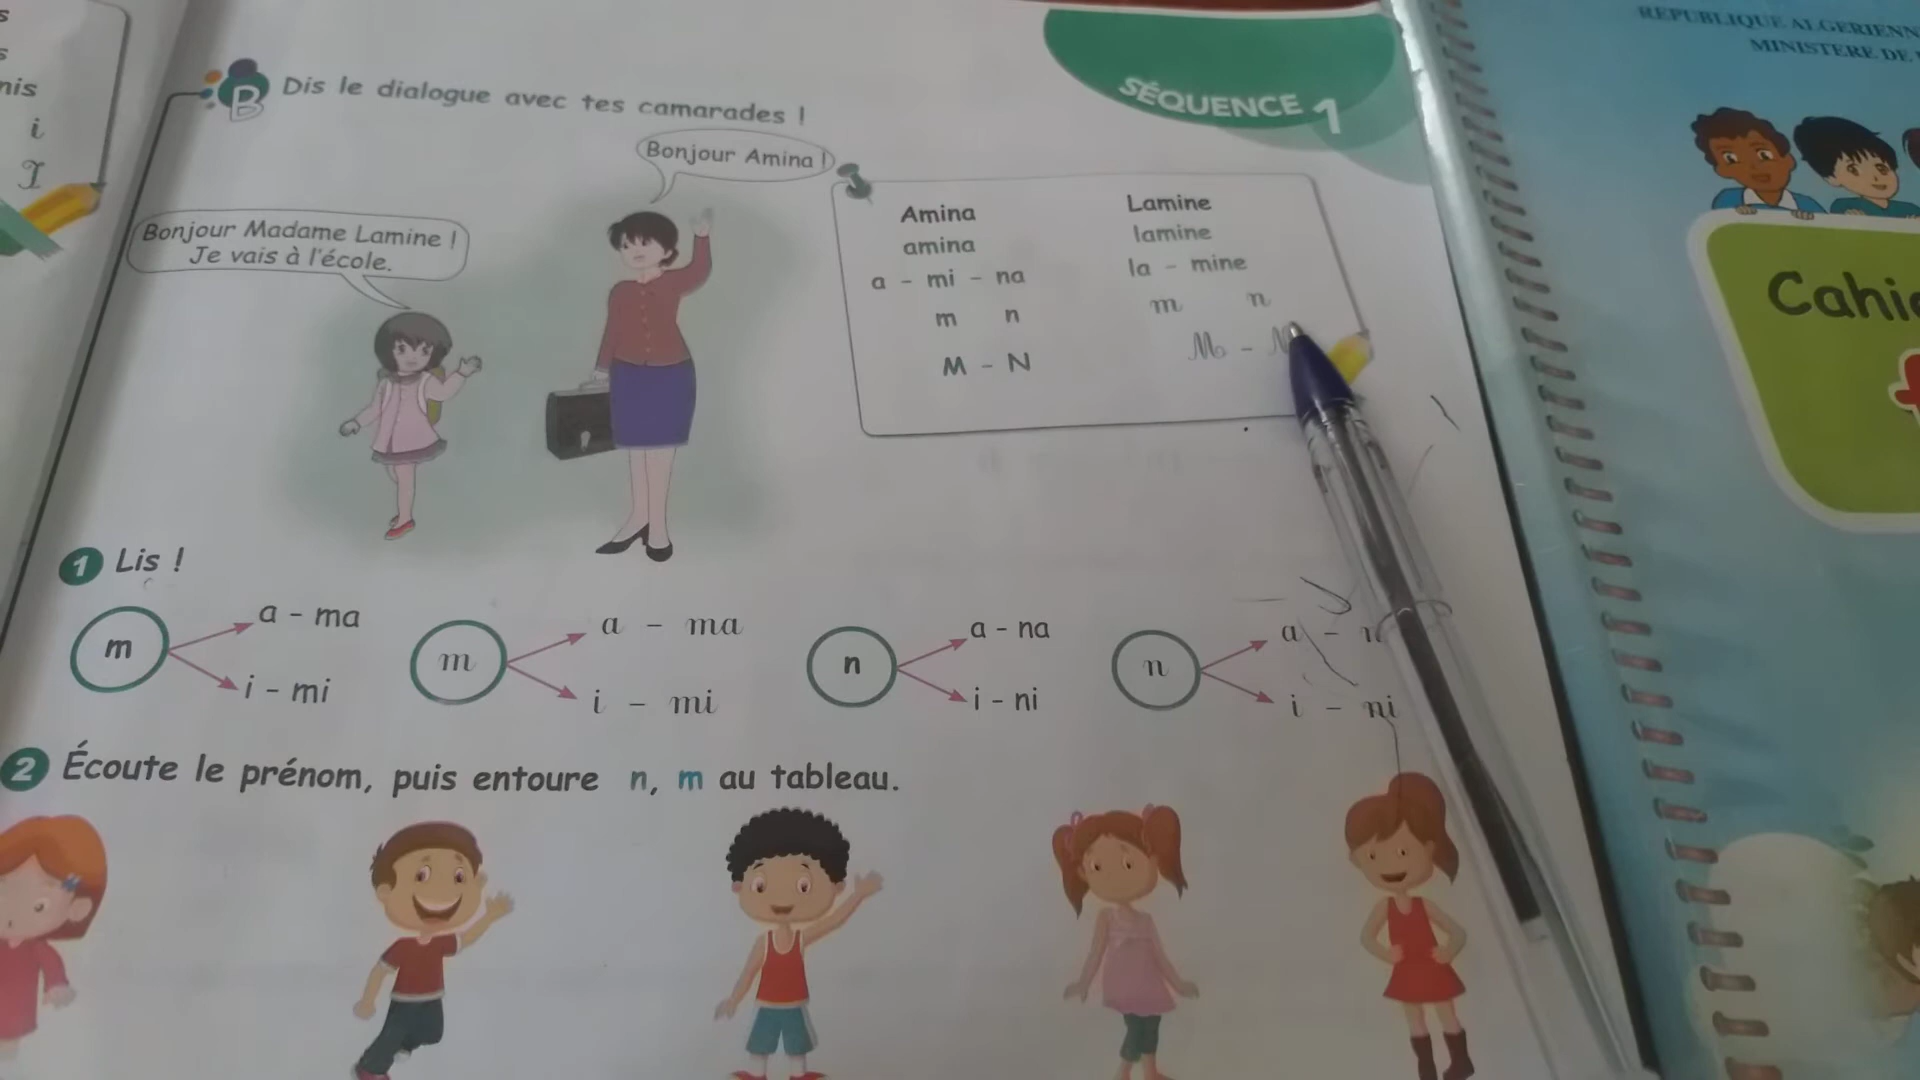 nis
i
I
B Dis le dialogue avec tes camarades !
SÉQUENCE 1
Bonjour Amina !
Bonjour Madame Lamine !
Je vais à l'école.
Amina
amina
a - mi - na
m n
M - N
Lamine
lamine
la - mine
m n
M -
1 Lis !
m a - ma
i - mi
m a - ma
i - mi
n a - na
i - ni
n a -
i - ni
2 Écoute le prénom, puis entoure n, m au tableau.
REPUBLIQUE
MINISTERE DE